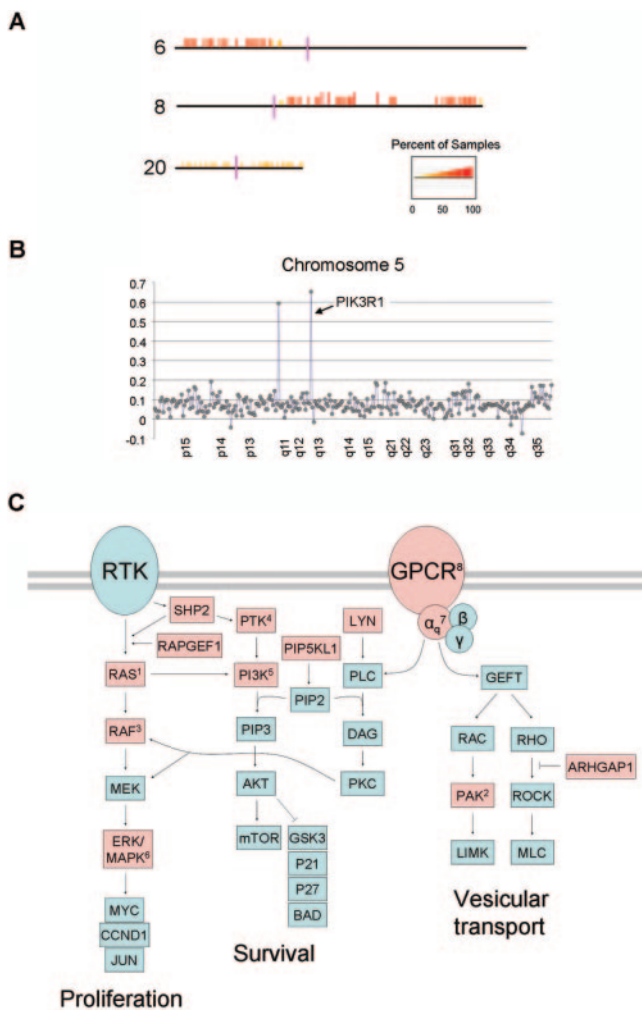 A
6
8
20
Percent of Samples
0 50 100
B
Chromosome 5
0.7
0.6
0.5
0.4
0.3
0.2
0.1
0
-0.1
PIK3R1
p15 p14 p13 q11 q12 q13 q14 q15 q21 q22 q23 q31 q32 q33 q34 q35
C
RTK
GPCR⁸
SHP2
PTK⁴
LYN
αq⁷
β
γ
RAPGEF1
PIP5KL1
RAS¹
PI3K⁵
PLC
GEFT
PIP2
RAF³
PIP3
DAG
RAC
RHO
ARHGAP1
MEK
AKT
PKC
PAK²
ROCK
ERK/
MAPK⁶
mTOR
GSK3
LIMK
MLC
P21
P27
BAD
MYC
CCND1
JUN
Vesicular
transport
Survival
Proliferation